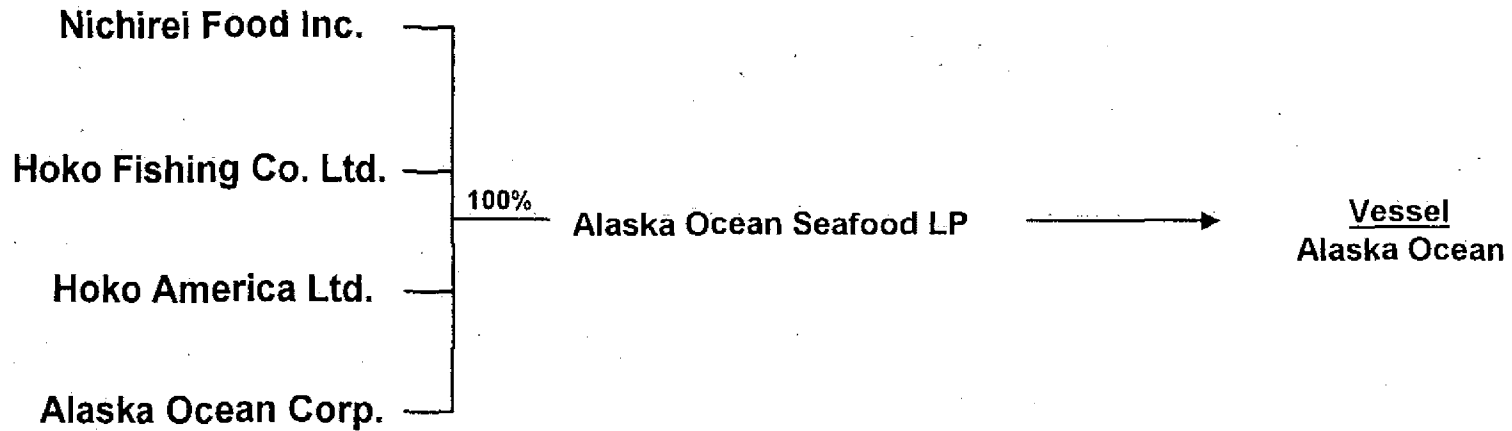 Nichirei Food Inc.
Hoko Fishing Co. Ltd.
100%
Alaska Ocean Seafood LP
Vessel
Alaska Ocean
Hoko America Ltd.
Alaska Ocean Corp.